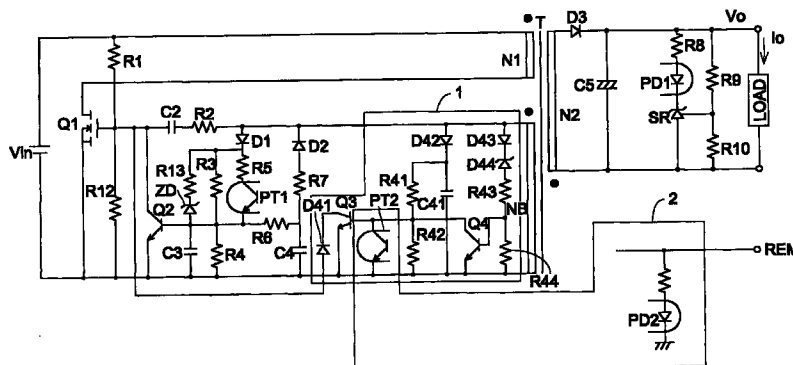 T D3 Vo
R1 N1 R8 Io
Q1 C2 R2 1 C5 PD1 R9 LOAD
Vin D1 D2 D42 D43 N2 SR
R13 R3 R5 D44 R10
R12 ZD PT1 R7 R41 C41 R43
Q2 D41 Q3 PT2 Q4 NB 2
C3 R4 R6 C4 R42 REM
R44
PD2